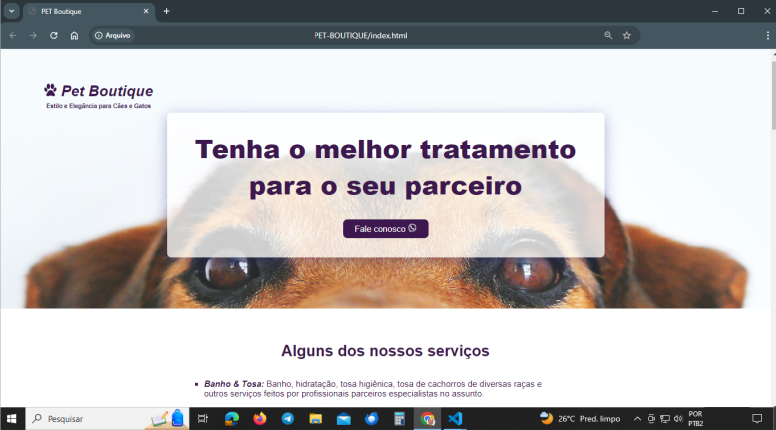 PET Boutique
Arquivo
PET-BOUTIQUE/index.html
Pet Boutique
Estilo e Elegância para Cães e Gatos
Tenha o melhor tratamento
para o seu parceiro
Fale conosco
Alguns dos nossos serviços
Banho & Tosa: Banho, hidratação, tosa higiênica, tosa de cachorros de diversas raças e
outros serviços feitos por profissionais parceiros especialistas no assunto.
Pesquisar
26°C Pred. limpo
POR
PTB2